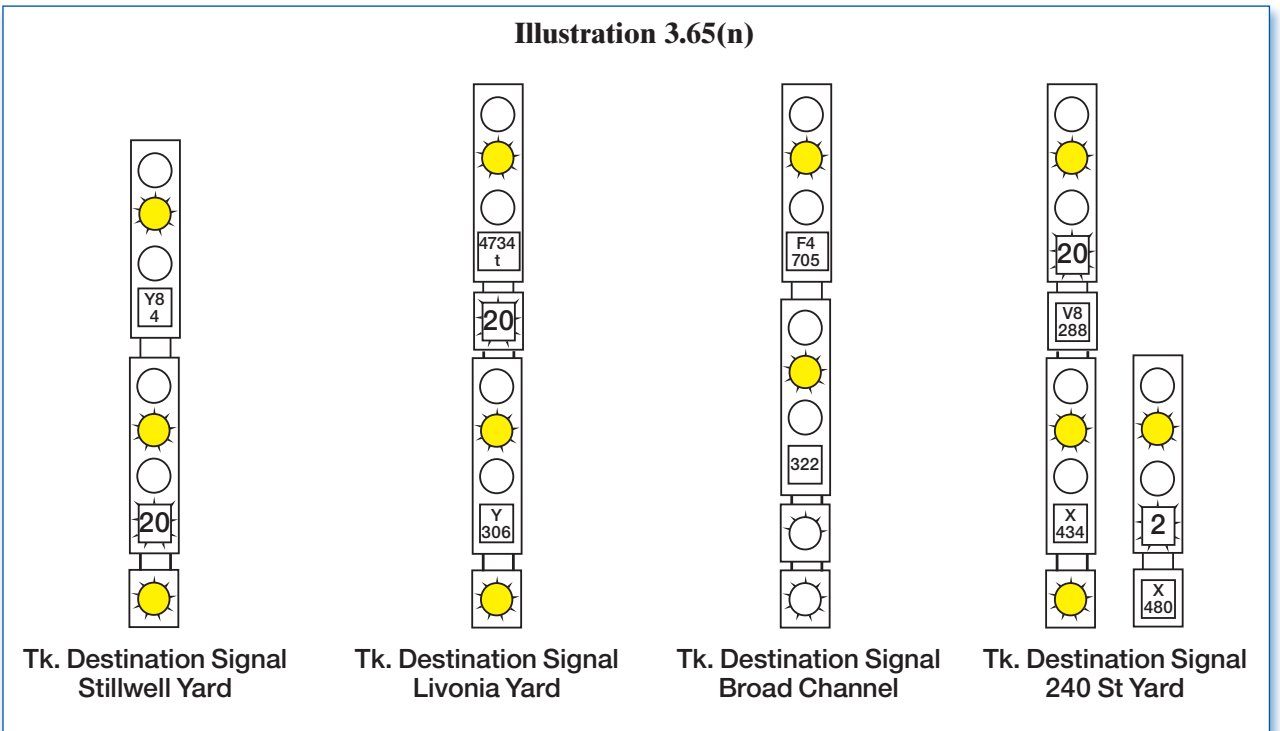 Illustration 3.65(n)
Y8
4
20
Tk. Destination Signal
Stillwell Yard
4734
t
20
Y
306
Tk. Destination Signal
Livonia Yard
F4
705
322
Tk. Destination Signal
Broad Channel
20
V8
288
X
434
2
X
480
Tk. Destination Signal
240 St Yard